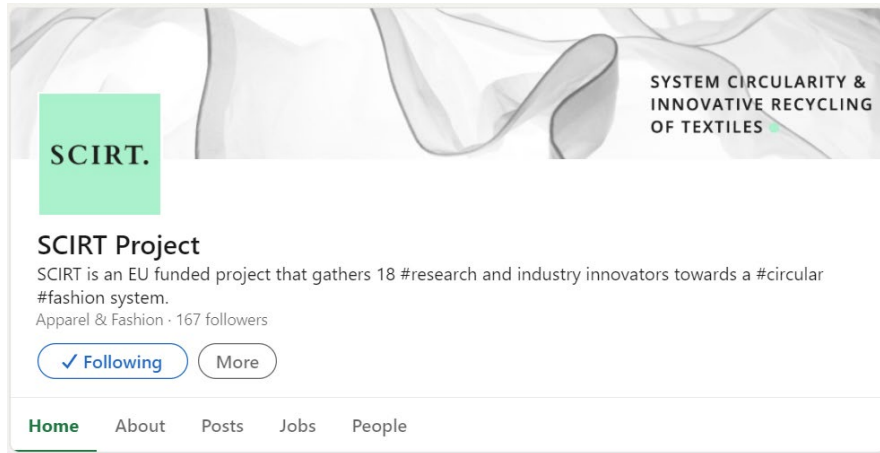 SYSTEM CIRCULARITY &
INNOVATIVE RECYCLING
OF TEXTILES
SCIRT.
SCIRT Project
SCIRT is an EU funded project that gathers 18 #research and industry innovators towards a #circular
#fashion system.
Apparel & Fashion · 167 followers
Following More
Home About Posts Jobs People